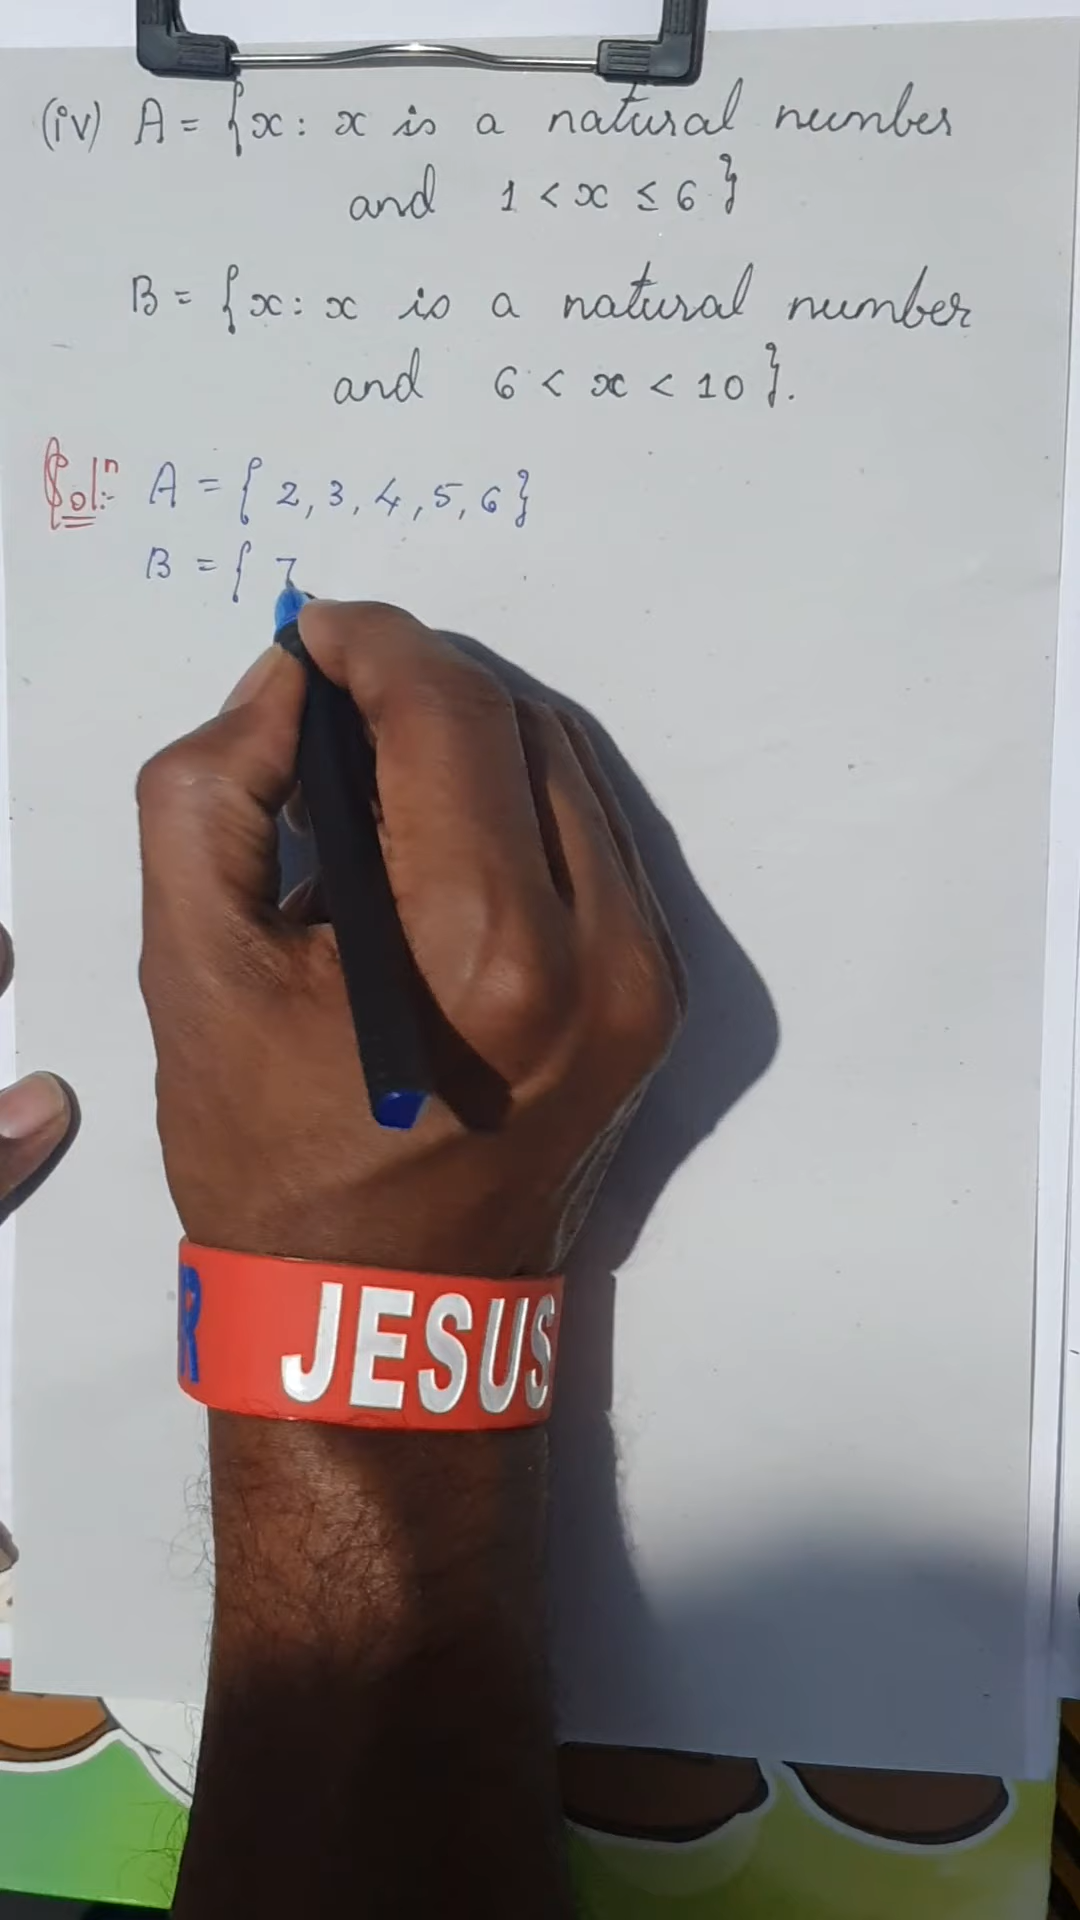 (iv) A = {x : x is a natural number
and 1 < x ≤ 6}
B = {x : x is a natural number
and 6 < x < 10}.
Solⁿ:- A = { 2, 3, 4, 5, 6}
B = { 7
R JESUS